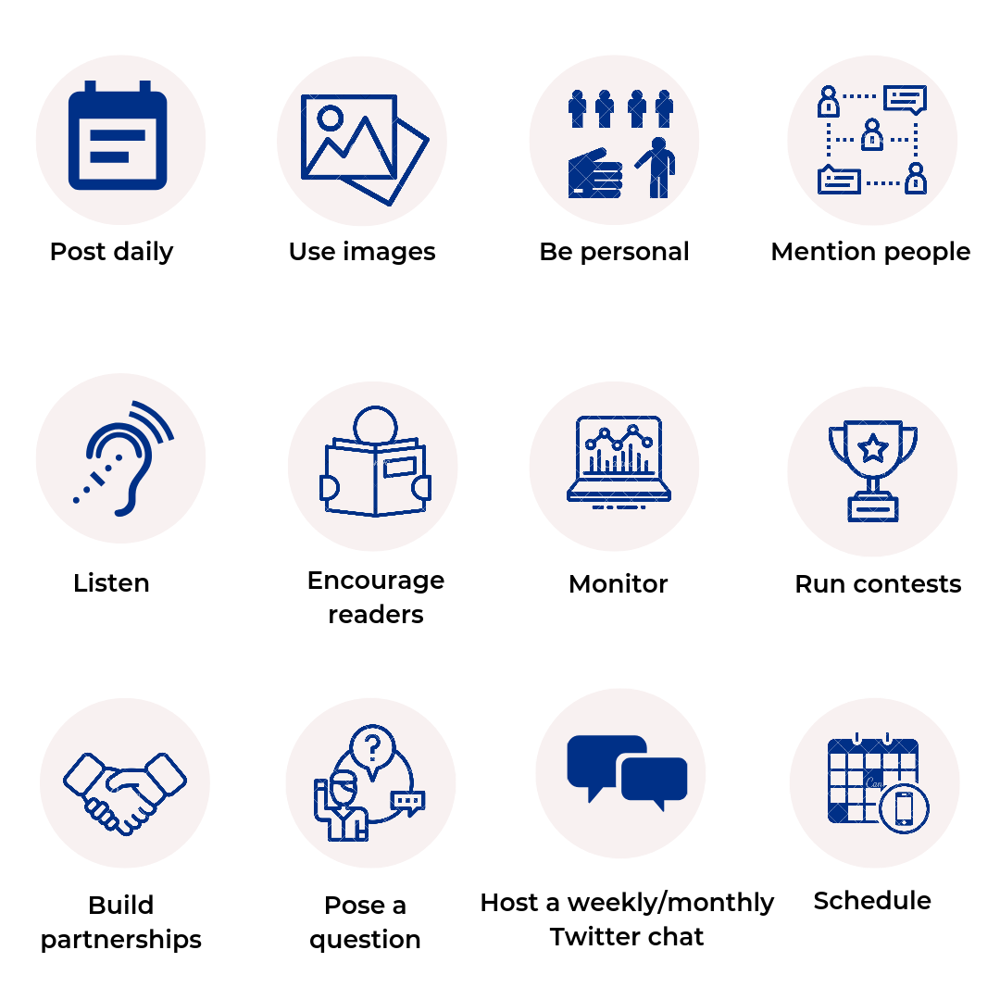 Post daily
Use images
Be personal
Mention people
Listen
Encourage
readers
Monitor
Run contests
Build
partnerships
Pose a
question
Host a weekly/monthly
Twitter chat
Schedule